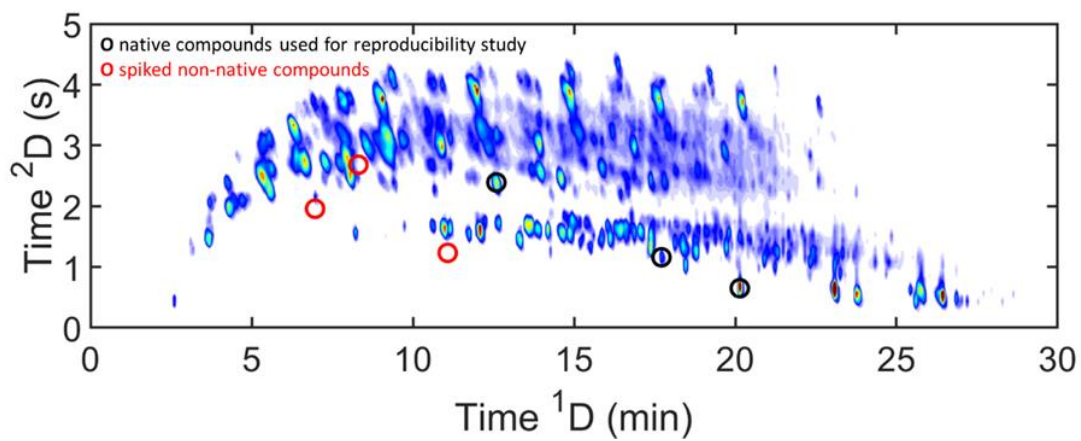 5
O native compounds used for reproducibility study
O spiked non-native compounds
4
3
2
1
0
Time ²D (s)
0 5 10 15 20 25 30
Time ¹D (min)